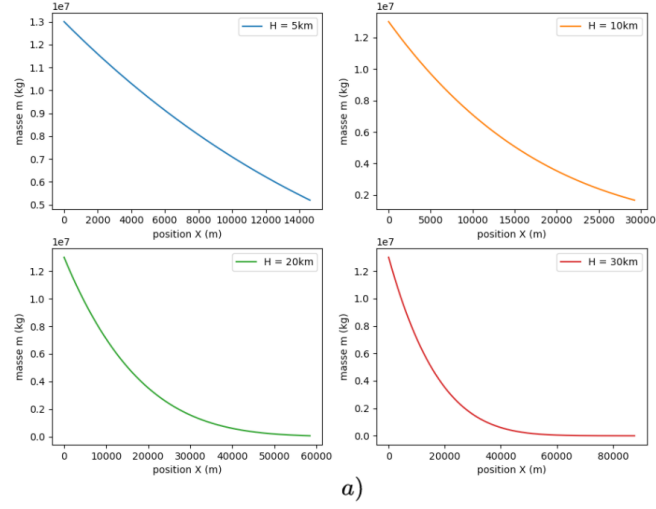 1e7
H = 5km
masse m (kg)
1.3
1.2
1.1
1.0
0.9
0.8
0.7
0.6
0.5
0 2000 4000 6000 8000 10000 12000 14000
position X (m)
1e7
H = 10km
masse m (kg)
1.2
1.0
0.8
0.6
0.4
0.2
0 5000 10000 15000 20000 25000 30000
position X (m)
1e7
H = 20km
masse m (kg)
1.2
1.0
0.8
0.6
0.4
0.2
0.0
0 10000 20000 30000 40000 50000 60000
position X (m)
1e7
H = 30km
masse m (kg)
1.2
1.0
0.8
0.6
0.4
0.2
0.0
0 20000 40000 60000 80000
position X (m)
a)